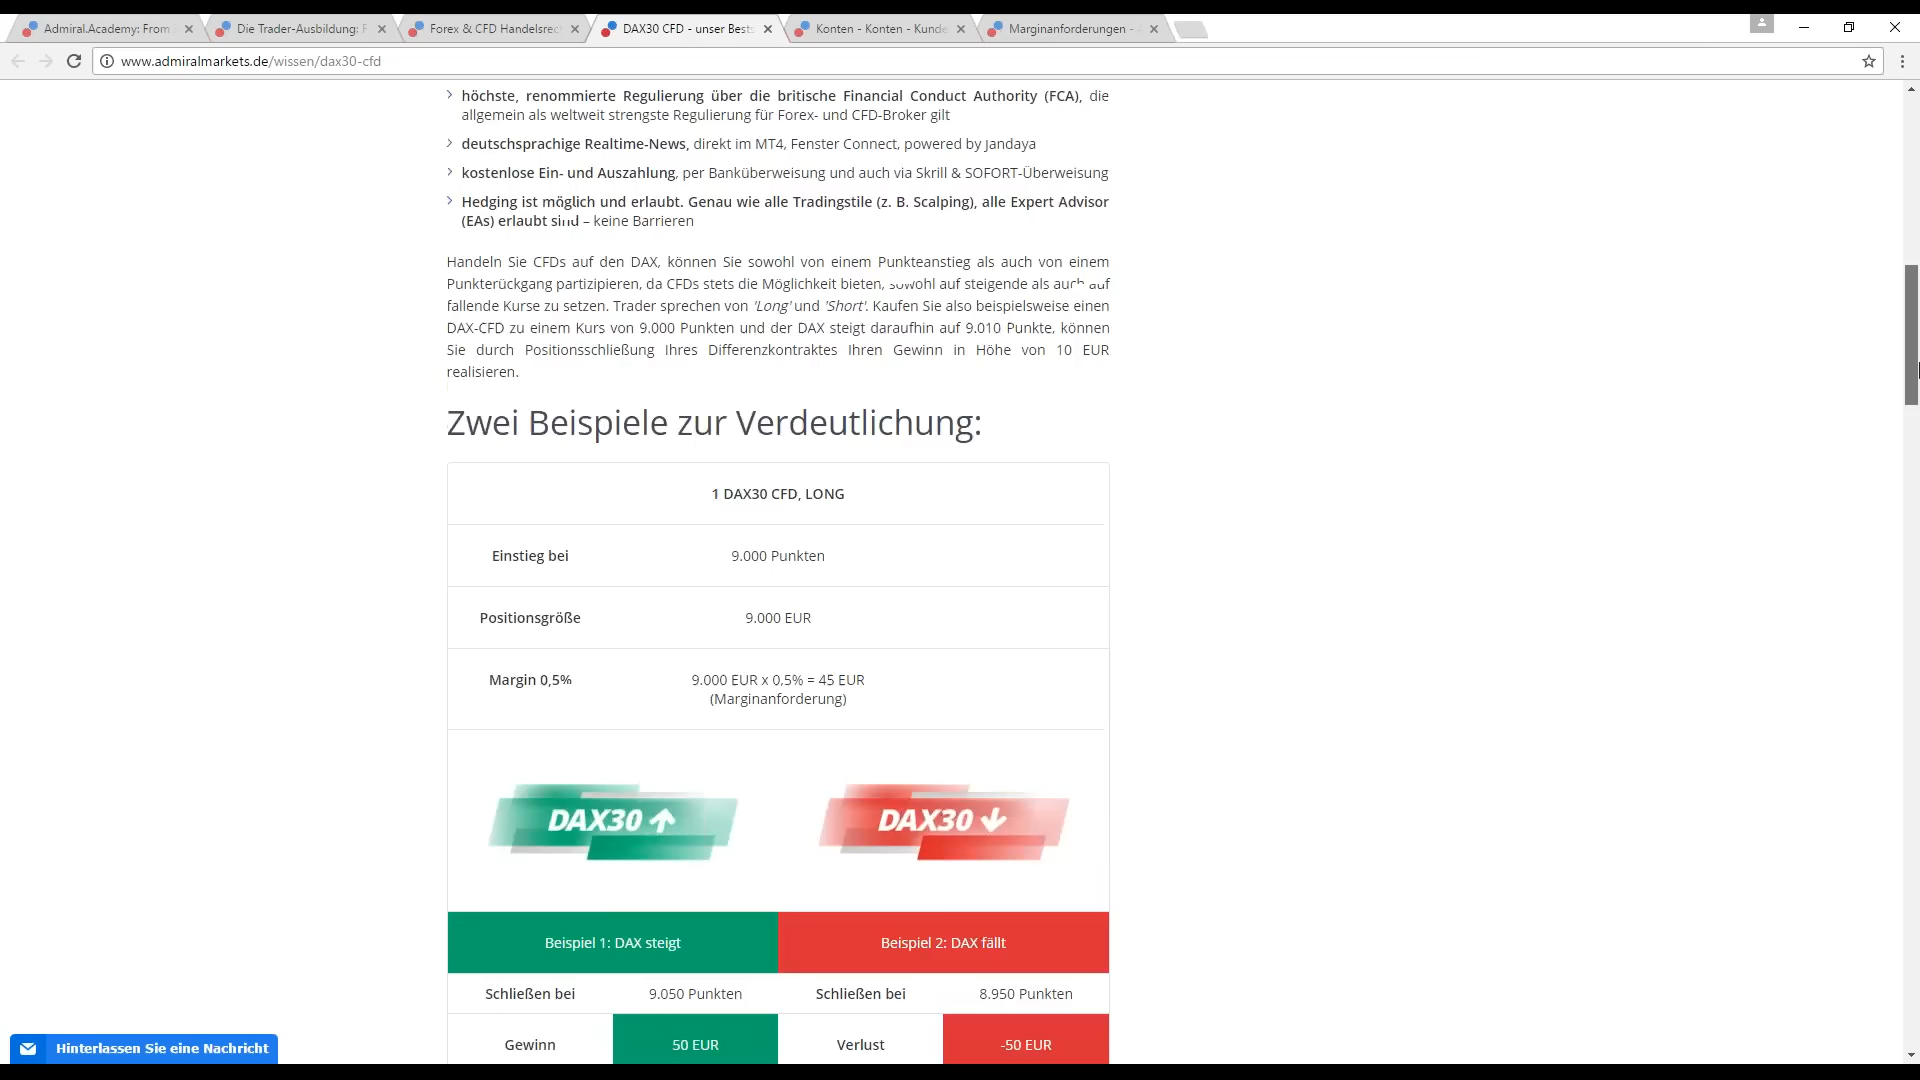 Admiral.Academy: From
Die Trader-Ausbildung: F
Forex & CFD Handelsrec
DAX30 CFD - unser Bests
Konten - Konten - Kunde
Marginanforderungen -
www.admiralmarkets.de/wissen/dax30-cfd
höchste, renommierte Regulierung über die britische Financial Conduct Authority (FCA), die
allgemein als weltweit strengste Regulierung für Forex- und CFD-Broker gilt
deutschsprachige Realtime-News, direkt im MT4, Fenster Connect, powered by Jandaya
kostenlose Ein- und Auszahlung, per Banküberweisung und auch via Skrill & SOFORT-Überweisung
Hedging ist möglich und erlaubt. Genau wie alle Tradingstile (z. B. Scalping), alle Expert Advisor
(EAs) erlaubt sind – keine Barrieren
Handeln Sie CFDs auf den DAX, können Sie sowohl von einem Punkteanstieg als auch von einem
Punkterückgang partizipieren, da CFDs stets die Möglichkeit bieten, sowohl auf steigende als auch auf
fallende Kurse zu setzen. Trader sprechen von 'Long' und 'Short'. Kaufen Sie also beispielsweise einen
DAX-CFD zu einem Kurs von 9.000 Punkten und der DAX steigt daraufhin auf 9.010 Punkte, können
Sie durch Positionsschließung Ihres Differenzkontraktes Ihren Gewinn in Höhe von 10 EUR
realisieren.
Zwei Beispiele zur Verdeutlichung:
1 DAX30 CFD, LONG
Einstieg bei 9.000 Punkten
Positionsgröße 9.000 EUR
Margin 0,5% 9.000 EUR x 0,5% = 45 EUR
(Marginanforderung)
DAX30 DAX30
Beispiel 1: DAX steigt Beispiel 2: DAX fällt
Schließen bei 9.050 Punkten Schließen bei 8.950 Punkten
Gewinn 50 EUR Verlust -50 EUR
Hinterlassen Sie eine Nachricht